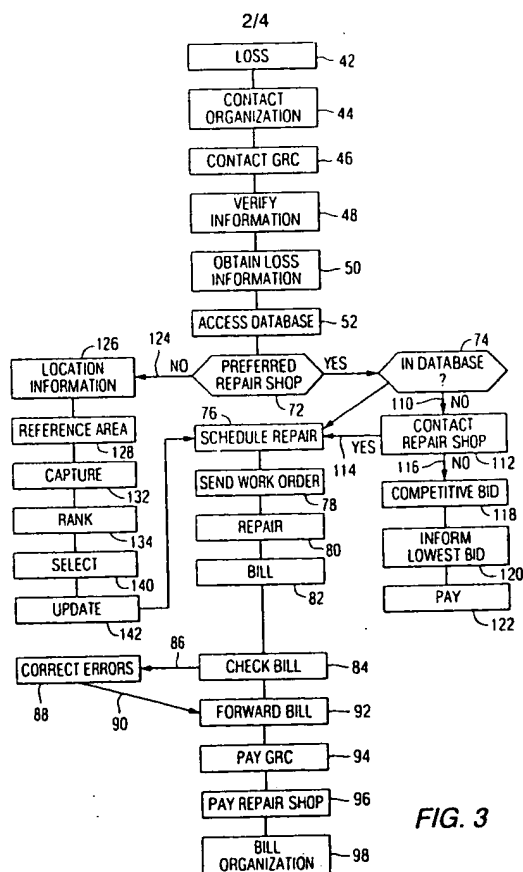 2/4
LOSS
42
CONTACT
ORGANIZATION
44
CONTACT GRC
46
VERIFY
INFORMATION
48
OBTAIN LOSS
INFORMATION
50
ACCESS DATABASE
52
126
124
NO
PREFERRED
REPAIR SHOP
YES
72
74
IN DATABASE
?
LOCATION
INFORMATION
76
110
NO
REFERENCE AREA
128
SCHEDULE REPAIR
YES
114
CONTACT
REPAIR SHOP
112
116
NO
CAPTURE
132
SEND WORK ORDER
78
COMPETITIVE BID
118
RANK
134
REPAIR
80
INFORM
LOWEST BID
120
SELECT
140
BILL
82
PAY
122
UPDATE
142
86
CORRECT ERRORS
88
90
CHECK BILL
84
FORWARD BILL
92
PAY GRC
94
PAY REPAIR SHOP
96
BILL
ORGANIZATION
98
FIG. 3